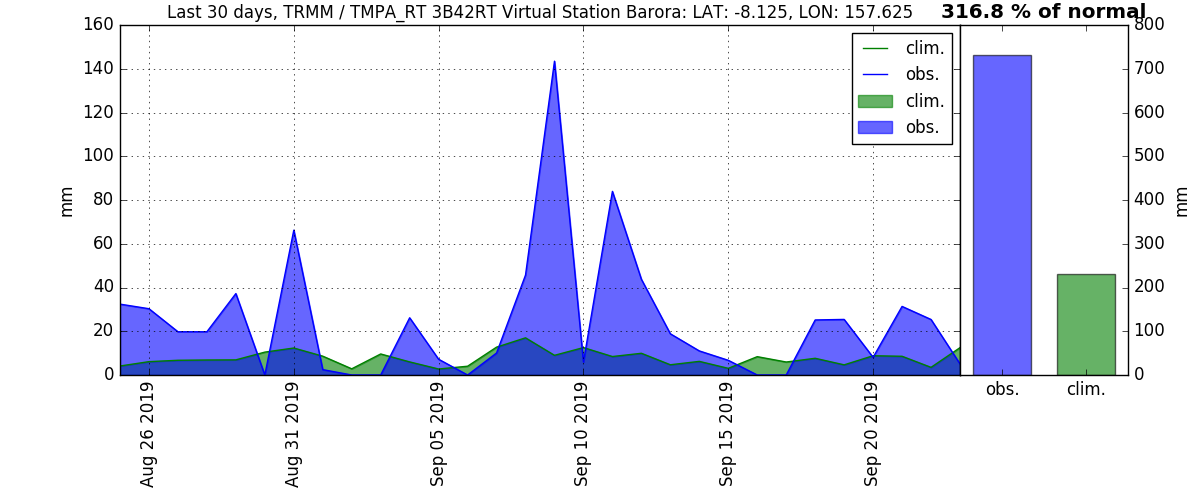 Last 30 days, TRMM / TMPA_RT 3B42RT Virtual Station Barora: LAT: -8.125, LON: 157.625
316.8 % of normal
160
140
120
100
80
60
40
20
0
mm
clim.
obs.
clim.
obs.
800
700
600
500
400
300
200
100
0
mm
obs.
clim.
Aug 26 2019
Aug 31 2019
Sep 05 2019
Sep 10 2019
Sep 15 2019
Sep 20 2019